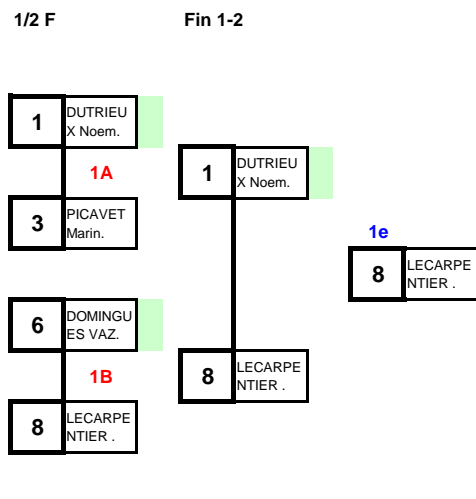 1/2 F
Fin 1-2
1
DUTRIEU
X Noem.
1A
3
PICAVET
Marin.
6
DOMINGU
ES VAZ.
1B
8
LECARPE
NTIER .
1
DUTRIEU
X Noem.
8
LECARPE
NTIER .
1e
8
LECARPE
NTIER .